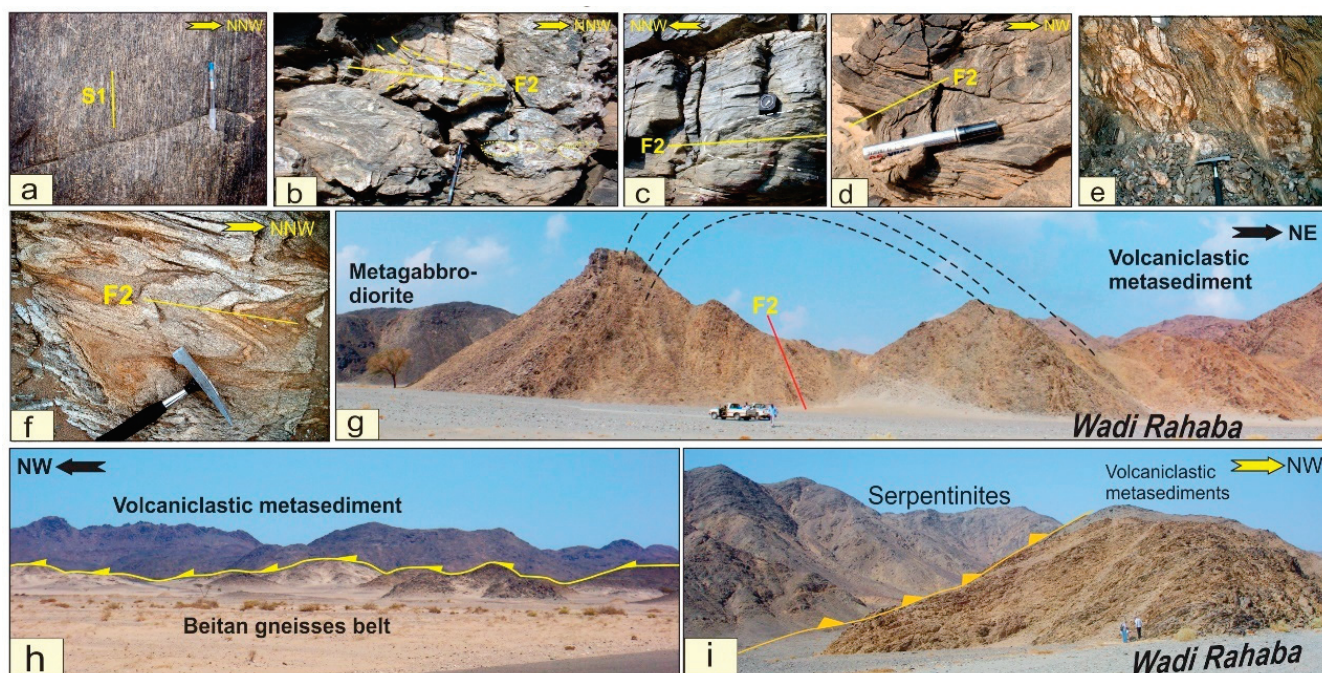 NNW
S1
a
NNW
F2
b
NNW
F2
c
NW
F2
d
e
NNW
F2
f
NE
Metagabbro-
diorite
Volcaniclastic
metasediment
F2
Wadi Rahaba
g
NW
Volcaniclastic metasediment
Beitan gneisses belt
h
NW
Volcaniclastic
metasediments
Serpentinites
Wadi Rahaba
i